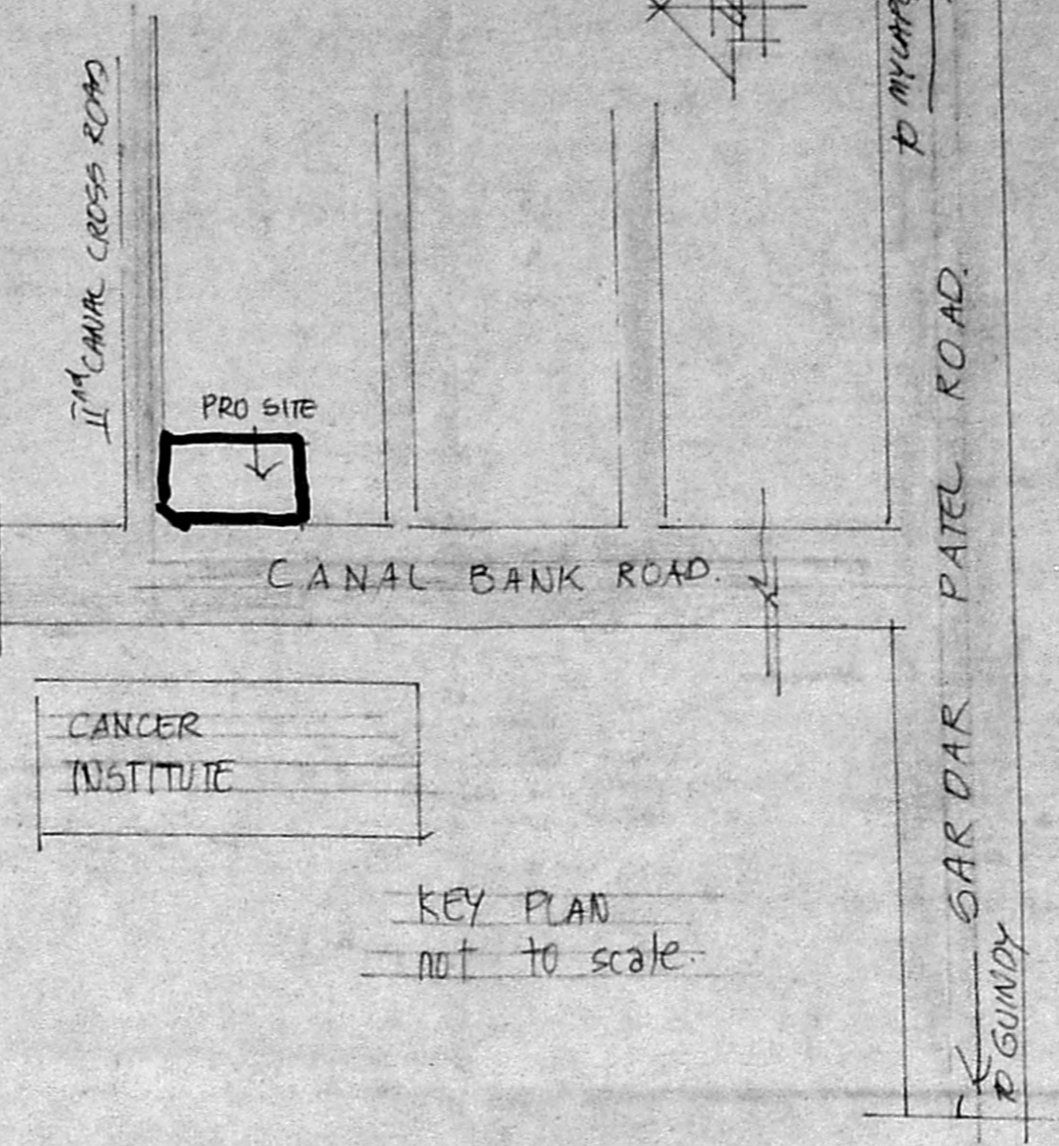 to MYLAPO
IInd CANAL CROSS ROAD
PRO SITE
CANAL BANK ROAD.
SARDAR PATEL ROAD.
CANCER
INSTITUTE
KEY PLAN
not to scale.
to GUINDY